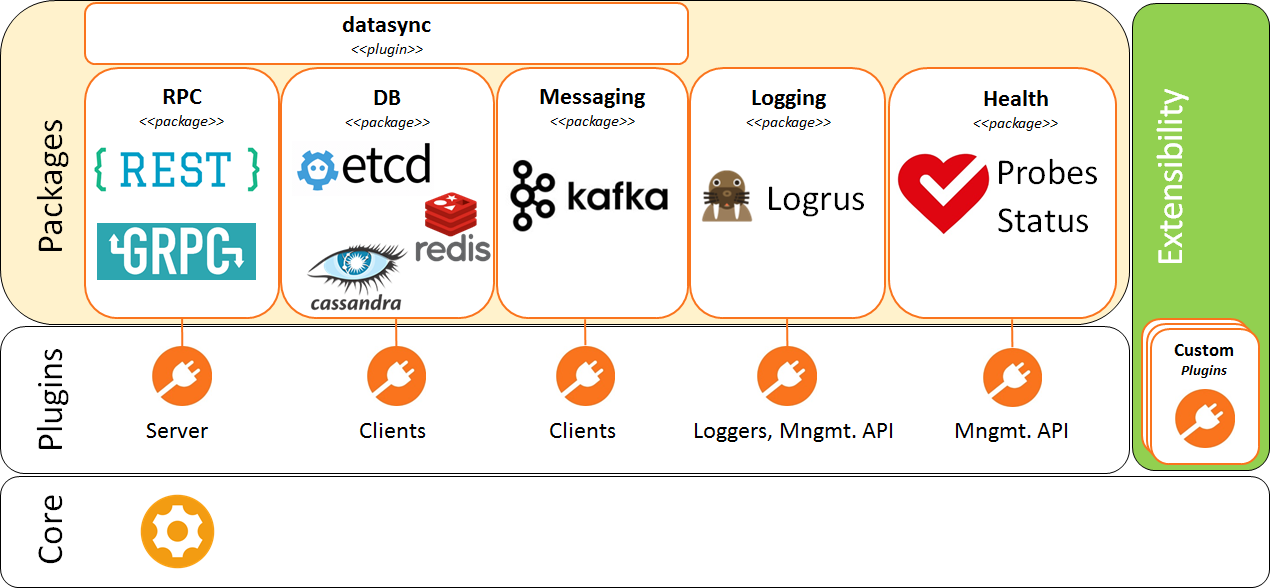 datasync
<<plugin>>
Packages
RPC
<<package>>
{ REST }
GRPC
DB
<<package>>
etcd
redis
cassandra
Messaging
<<package>>
kafka
Logging
<<package>>
Logrus
Health
<<package>>
Probes
Status
Extensibility
Custom
Plugins
Plugins
Server
Clients
Clients
Loggers, Mngmt. API
Mngmt. API
Core